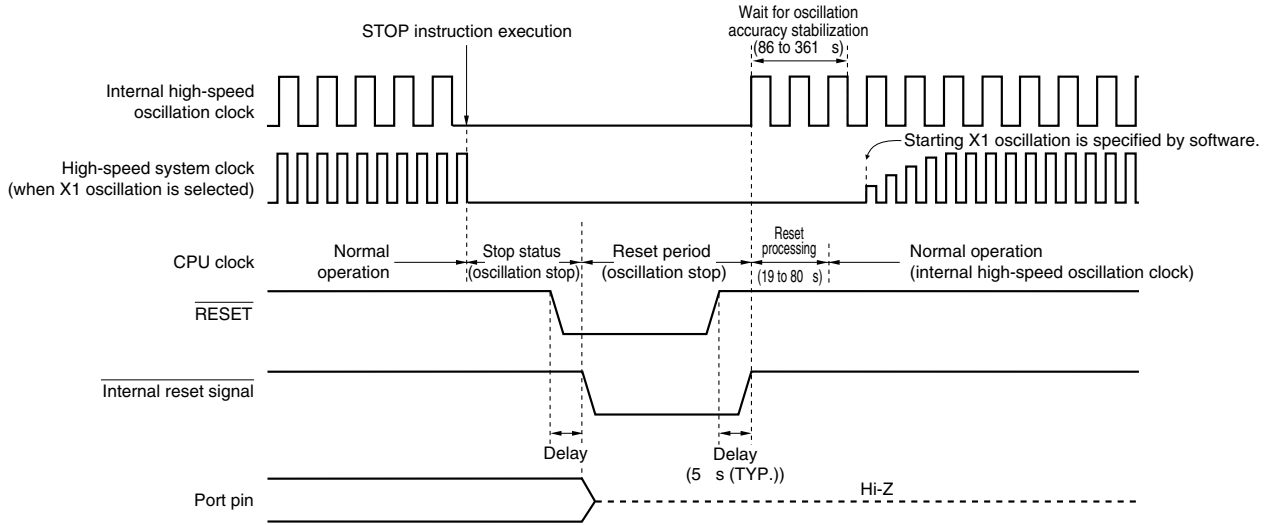 Wait for oscillation
accuracy stabilization
(86 to 361 s)
STOP instruction execution
Internal high-speed
oscillation clock
Starting X1 oscillation is specified by software.
High-speed system clock
(when X1 oscillation is selected)
CPU clock
Normal
operation
Stop status
(oscillation stop)
Reset period
(oscillation stop)
Reset
processing
(19 to 80 s)
Normal operation
(internal high-speed oscillation clock)
RESET
Internal reset signal
Delay
Delay
(5 s (TYP.))
Port pin
Hi-Z